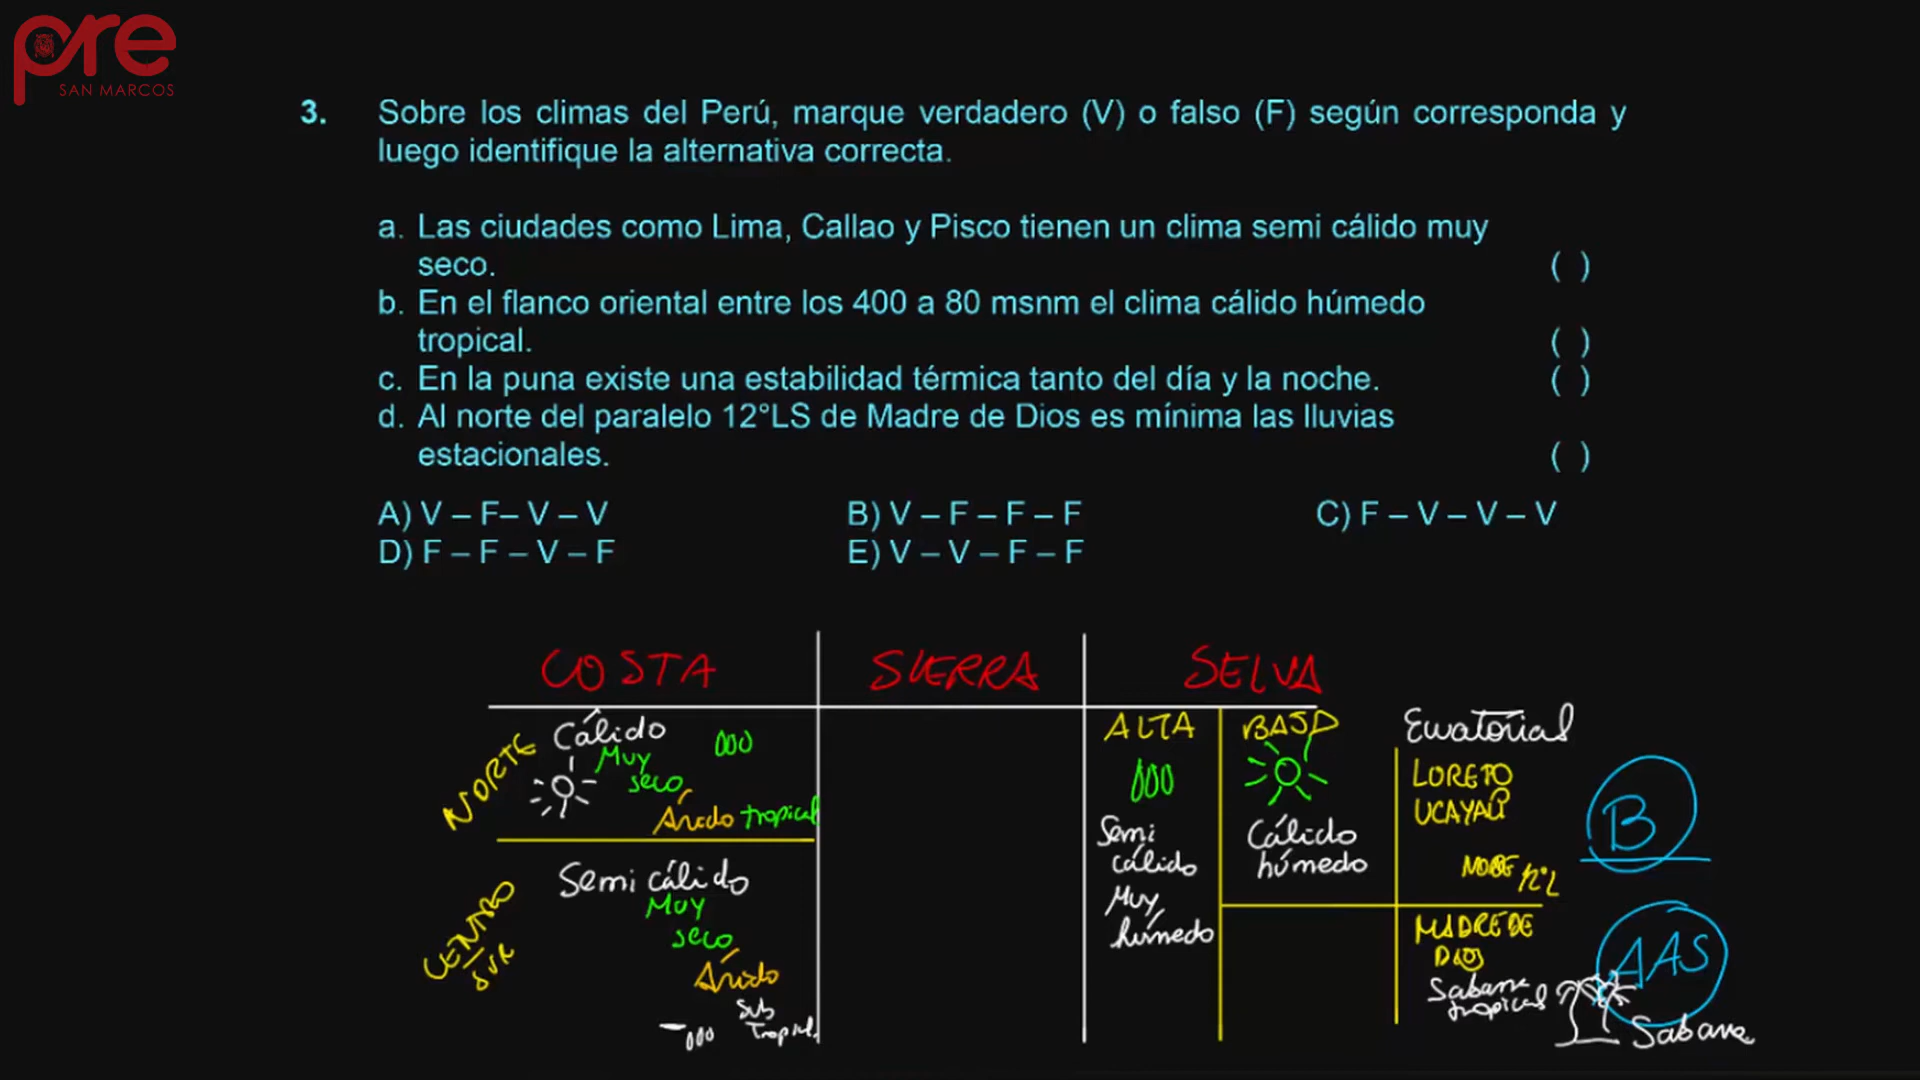 pre
SAN MARCOS
3. Sobre los climas del Perú, marque verdadero (V) o falso (F) según corresponda y
luego identifique la alternativa correcta.
a. Las ciudades como Lima, Callao y Pisco tienen un clima semi cálido muy
seco. ( )
b. En el flanco oriental entre los 400 a 80 msnm el clima cálido húmedo
tropical. ( )
c. En la puna existe una estabilidad térmica tanto del día y la noche. ( )
d. Al norte del paralelo 12°LS de Madre de Dios es mínima las lluvias
estacionales. ( )
A) V – F– V – V B) V – F – F – F C) F – V – V – V
D) F – F – V – F E) V – V – F – F
COSTA SIERRA SELVA
NORTE
Cálido
Muy
seco
Árido tropical
CENTRO
SUR
Semi cálido
Muy
seco
Árido
Sub
Tropical
ALTA
Semi
cálido
Muy
húmedo
BAJA
Cálido
húmedo
Ecuatorial
LORETO
UCAYALI
NORTE 12°L
B
MADRE DE
DIOS
Sabana
tropical
AAS
Sabana